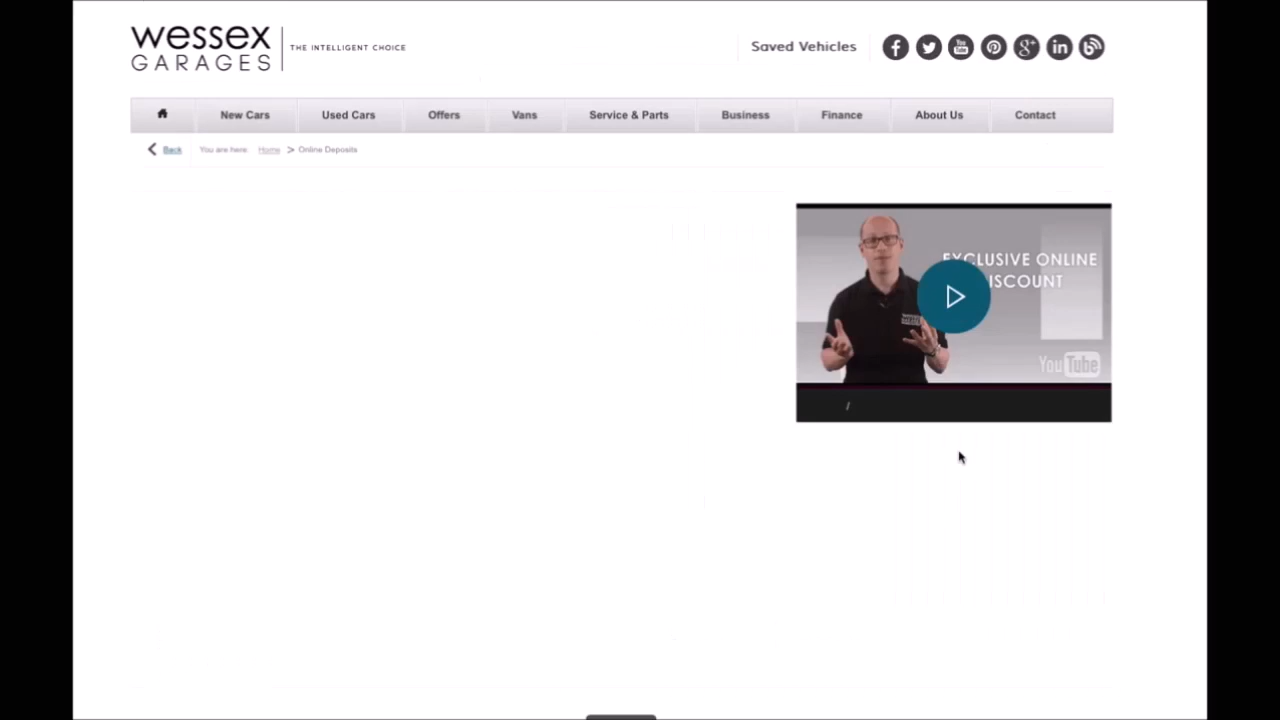 wessex
GARAGES
THE INTELLIGENT CHOICE
Saved Vehicles
New Cars
Used Cars
Offers
Vans
Service & Parts
Business
Finance
About Us
Contact
Back
You are here:
Home
> Online Deposits
EXCLUSIVE ONLINE
DISCOUNT
YouTube
/